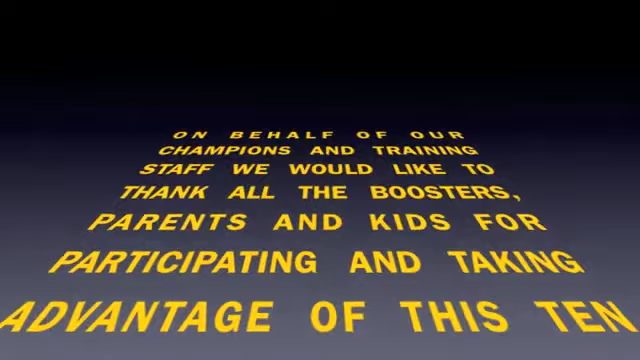 ON BEHALF OF OUR
CHAMPIONS AND TRAINING
STAFF WE WOULD LIKE TO
THANK ALL THE BOOSTERS,
PARENTS AND KIDS FOR
PARTICIPATING AND TAKING
ADVANTAGE OF THIS TEN